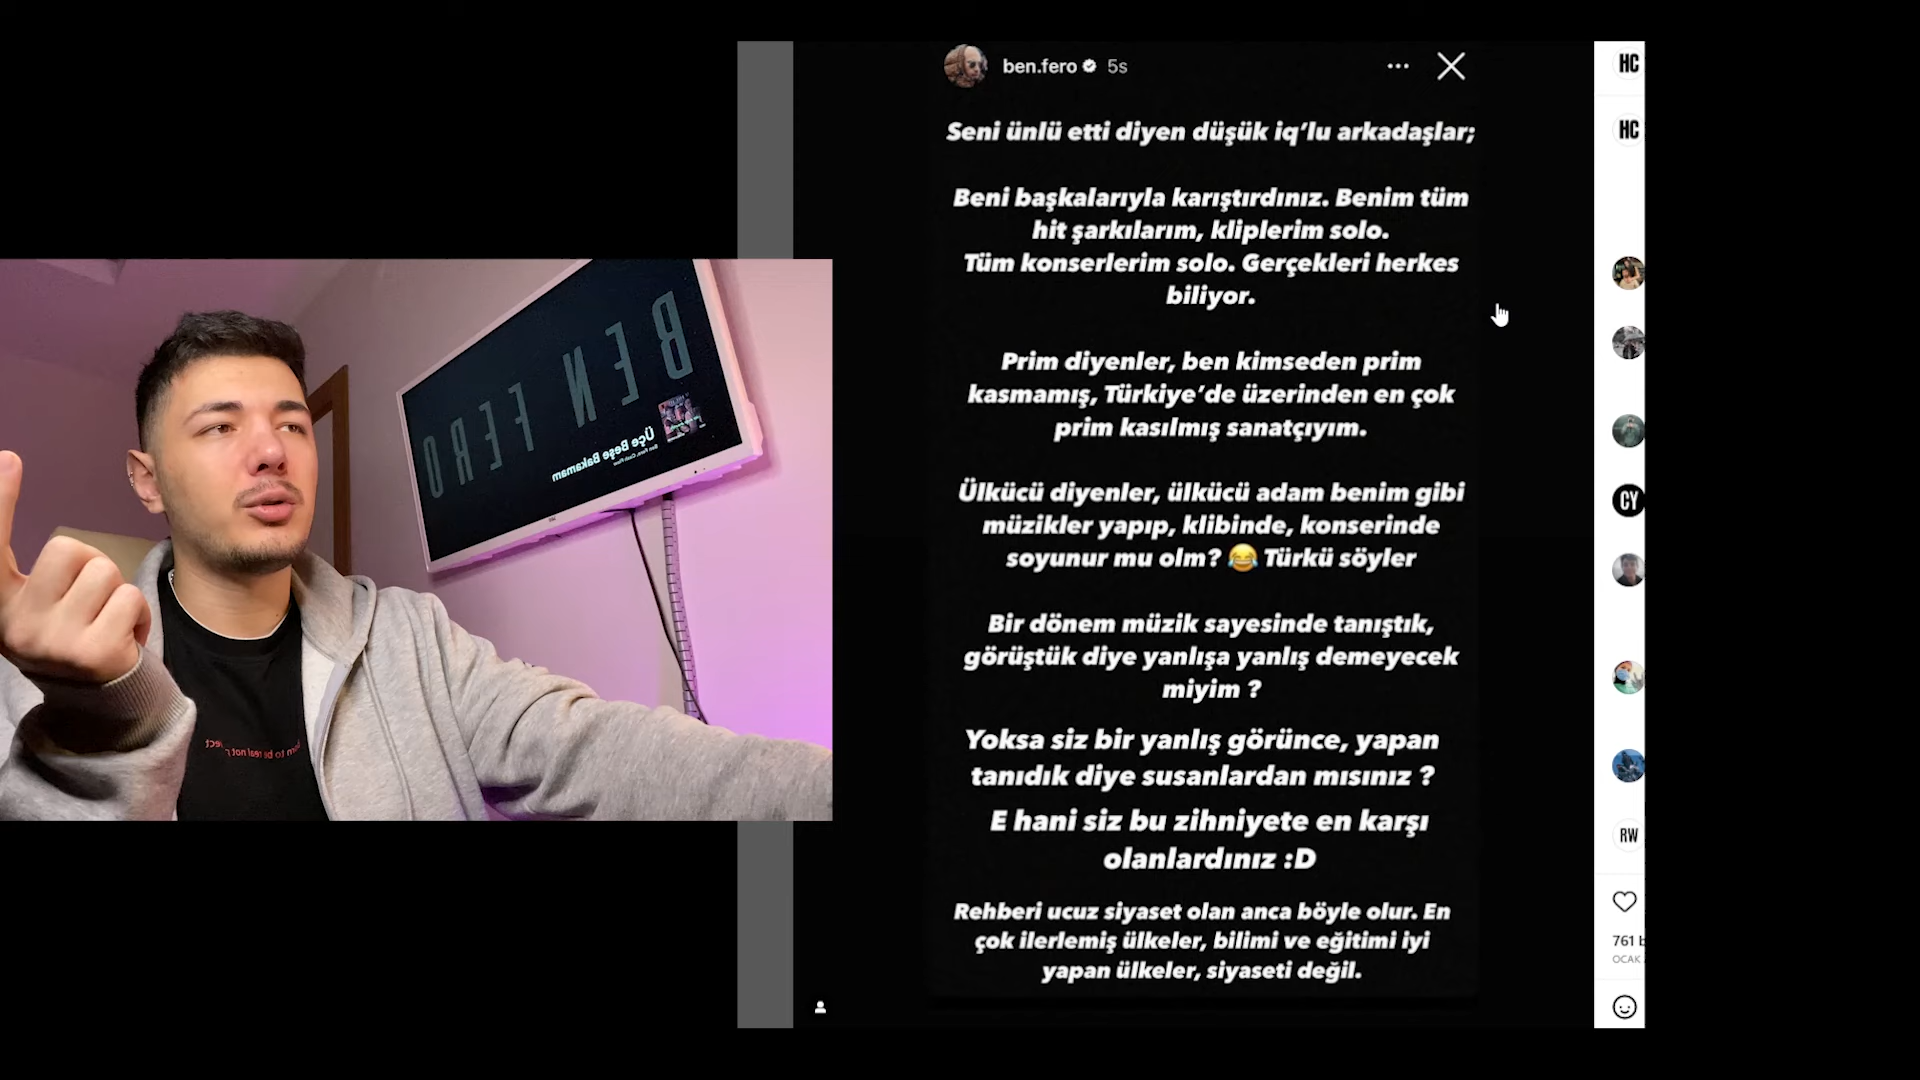 ben.fero 5s
Seni ünlü etti diyen düşük iq'lu arkadaşlar;
Beni başkalarıyla karıştırdınız. Benim tüm
hit şarkılarım, kliplerim solo.
Tüm konserlerim solo. Gerçekleri herkes
biliyor.
Prim diyenler, ben kimseden prim
kasmamış, Türkiye'de üzerinden en çok
prim kasılmış sanatçıyım.
Ülkücü diyenler, ülkücü adam benim gibi
müzikler yapıp, klibinde, konserinde
soyunur mu olm? 😂 Türkü söyler
Bir dönem müzik sayesinde tanıştık,
görüştük diye yanlışa yanlış demeyecek
miyim ?
Yoksa siz bir yanlış görünce, yapan
tanıdık diye susanlardan mısınız ?
E hani siz bu zihniyete en karşı
olanlardınız :D
Rehberi ucuz siyaset olan anca böyle olur. En
çok ilerlemiş ülkeler, bilimi ve eğitimi iyi
yapan ülkeler, siyaseti değil.
HC
HC
CY
RW
761 b
OCAK
BEN FERO
Üçe Beşe Bakamam
to be real not